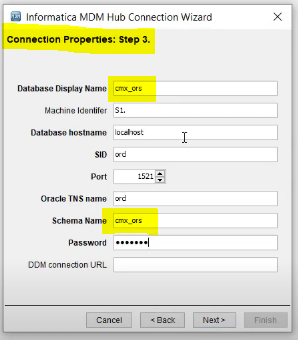 Informatica MDM Hub Connection Wizard
Connection Properties: Step 3.
Database Display Name cmx_ors
Machine Identifer S1.
Database hostname localhost
SID orcl
Port 1521
Oracle TNS name orcl
Schema Name cmx_ors
Password •••••••
DDM connection URL
Cancel < Back Next > Finish